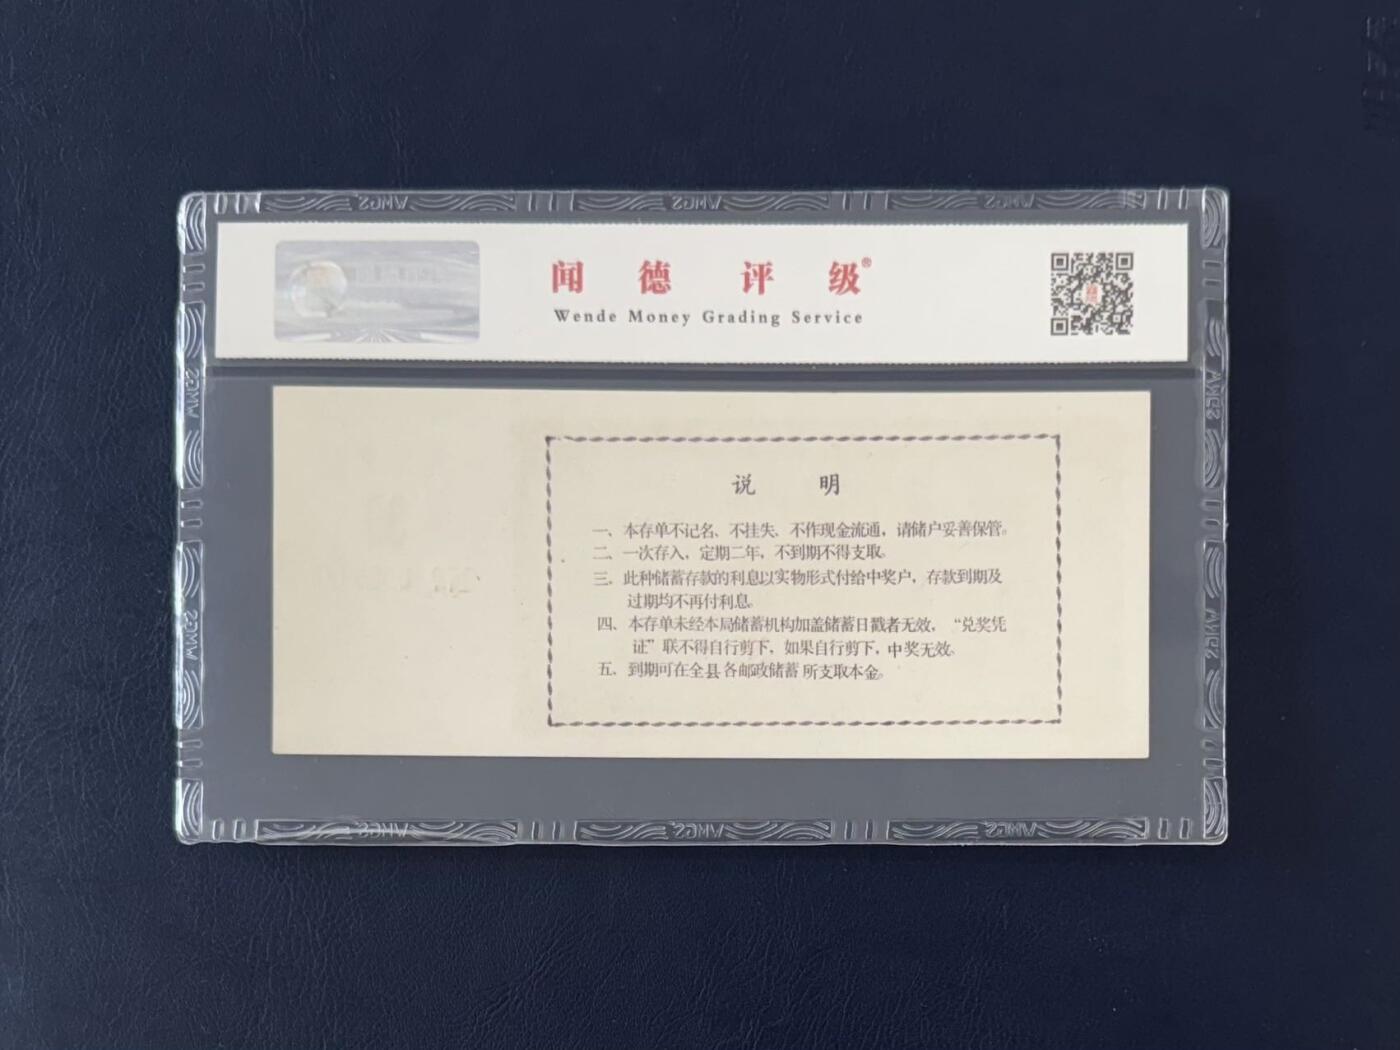 闻德评级®
Wende Money Grading Service
说 明
一、本存单不记名、不挂失、不作现金流通，请储户妥善保管。
二、一次存入，定期二年，不到期不得支取。
三、此种储蓄存款的利息以实物形式付给中奖户，存款到期及
过期均不再付利息。
四、本存单未经本局储蓄机构加盖储蓄日戳者无效，“兑奖凭
证”联不得自行剪下，如果自行剪下，中奖无效。
五、到期可在全县各邮政储蓄所支取本金。